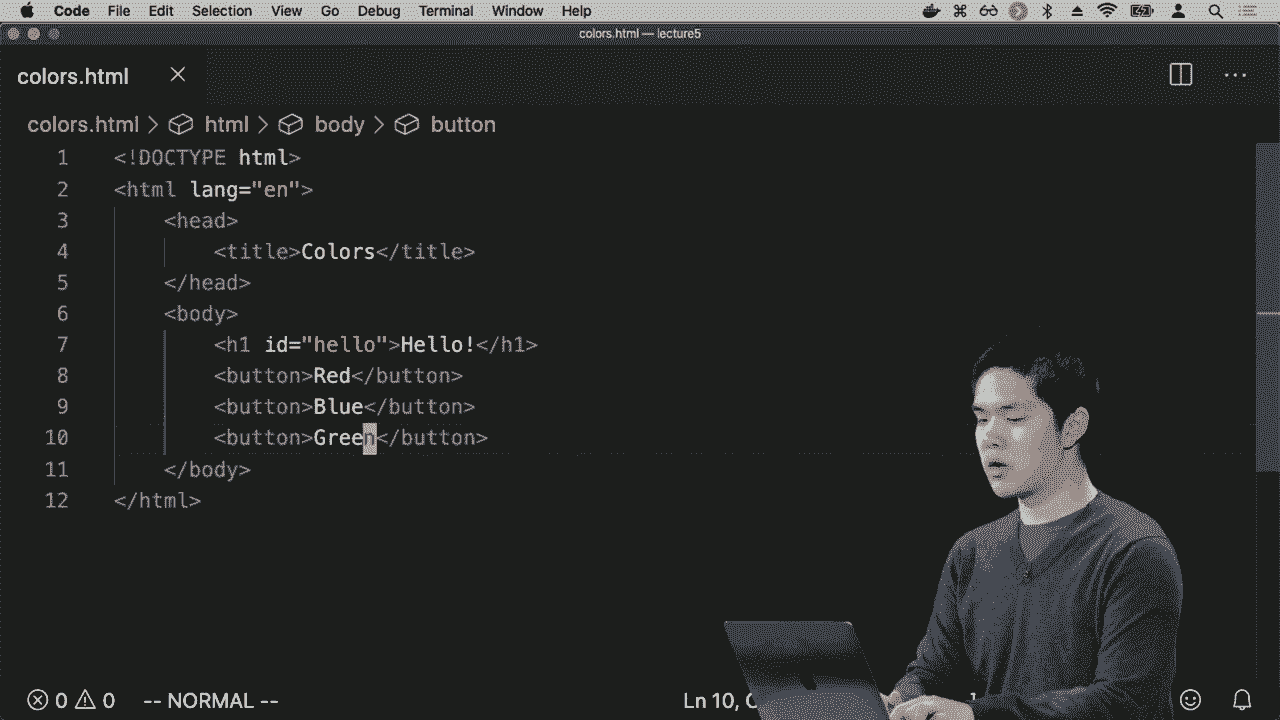 Code File Edit Selection View Go Debug Terminal Window Help
colors.html — lecture5
colors.html
colors.html > html > body > button
1 <!DOCTYPE html>
2 <html lang="en">
3 <head>
4 <title>Colors</title>
5 </head>
6 <body>
7 <h1 id="hello">Hello!</h1>
8 <button>Red</button>
9 <button>Blue</button>
10 <button>Green</button>
11 </body>
12 </html>
0 0 -- NORMAL -- Ln 10,